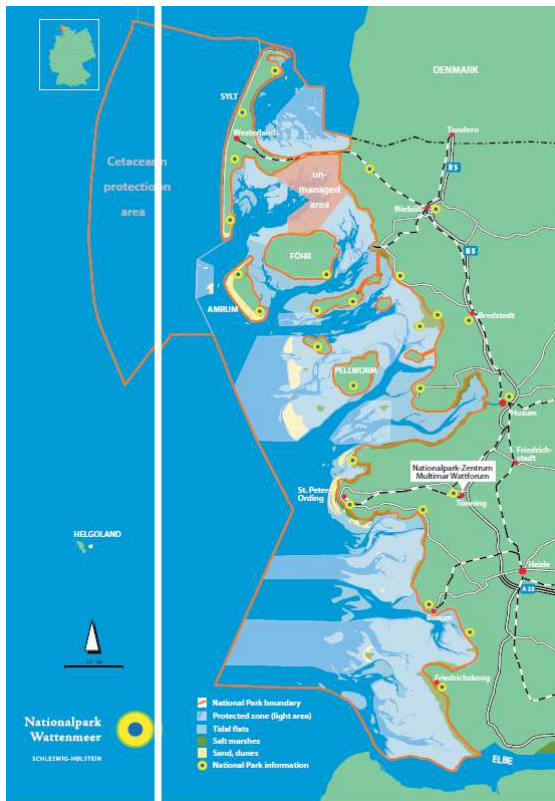 DENMARK
SYLT
Westerland
Tondern
B 5
Cetacean
protection
area
un-
managed
area
Niebüll
FÖHR
B 5
AMRUM
Bredstedt
PELLWORM
Husum
Friedrich-
stadt
Nationalpark-Zentrum
Multimar Wattforum
St. Peter-
Ording
Tönning
HELGOLAND
Heide
A 23
Büsum
Friedrichskoog
National Park boundary
Protected zone (light area)
Tidal flats
Salt marshes
Sand, dunes
National Park information
Nationalpark
Wattenmeer
SCHLESWIG-HOLSTEIN
ELBE